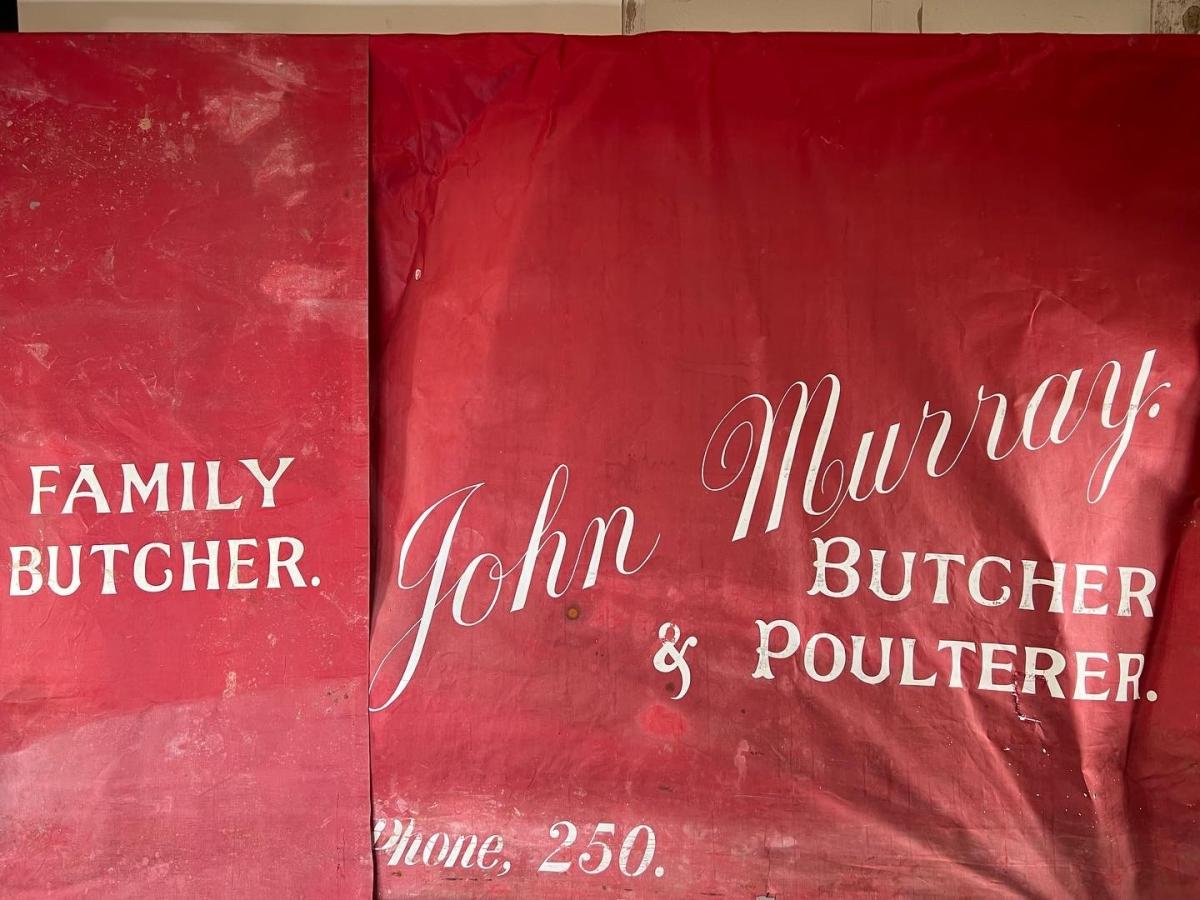 FAMILY
BUTCHER.
John Murray.
BUTCHER
& POULTERER.
Phone, 250.